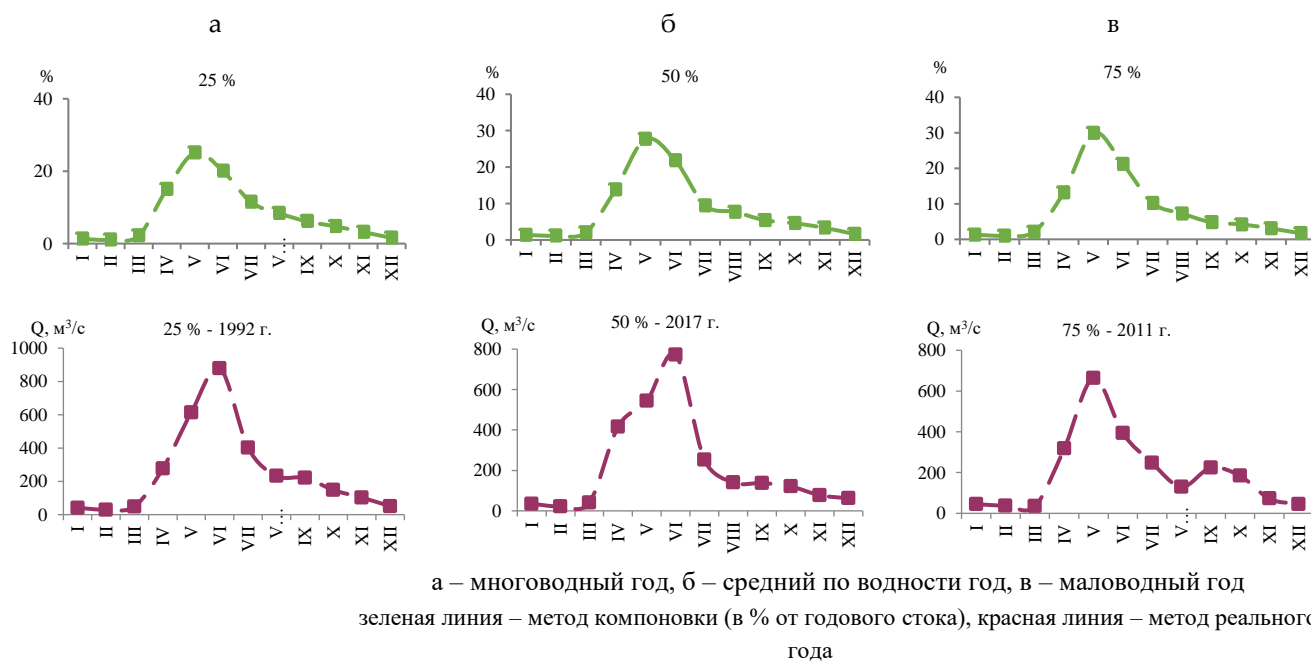 а б в
% 25 %
40
20
0
I II III IV V VI VII V... IX X XI XII
50 %
40
30
20
10
0
I II III IV V VI VII VIII IX X XI XII
% 75 %
40
30
20
10
0
I II III IV V VI VII VIII IX X XI XII
Q, м³/с 25 % - 1992 г.
1000
800
600
400
200
0
I II III IV V VI VII V... IX X XI XII
Q, м³/с 50 % - 2017 г.
800
600
400
200
0
I II III IV V VI VII VIII IX X XI XII
Q, м³/с 75 % - 2011 г.
800
600
400
200
0
I II III IV V VI VII V... IX X XI XII
а – многоводный год, б – средний по водности год, в – маловодный год
зеленая линия – метод компоновки (в % от годового стока), красная линия – метод реального
года